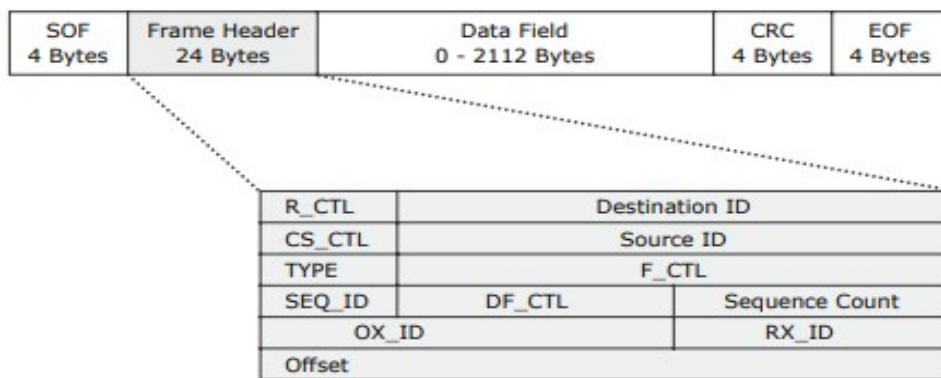 SOF Frame Header Data Field CRC EOF
4 Bytes 24 Bytes 0 - 2112 Bytes 4 Bytes 4 Bytes
R_CTL Destination ID
CS_CTL Source ID
TYPE F_CTL
SEQ_ID DF_CTL Sequence Count
OX_ID RX_ID
Offset